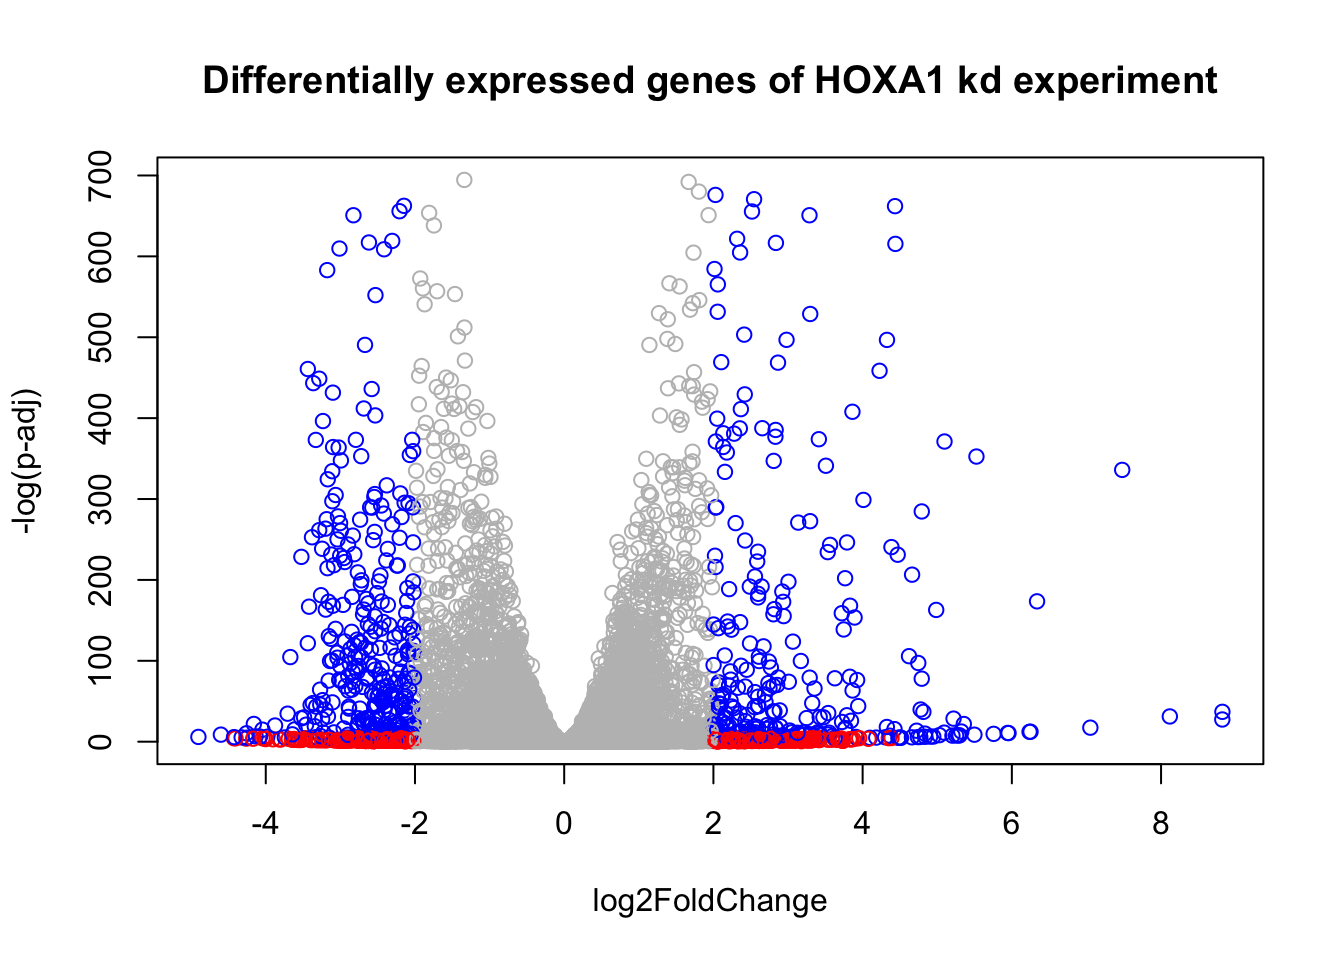 Differentially expressed genes of HOXA1 kd experiment
700
600
500
400
300
200
100
0
-log(p-adj)
-4 -2 0 2 4 6 8
log2FoldChange